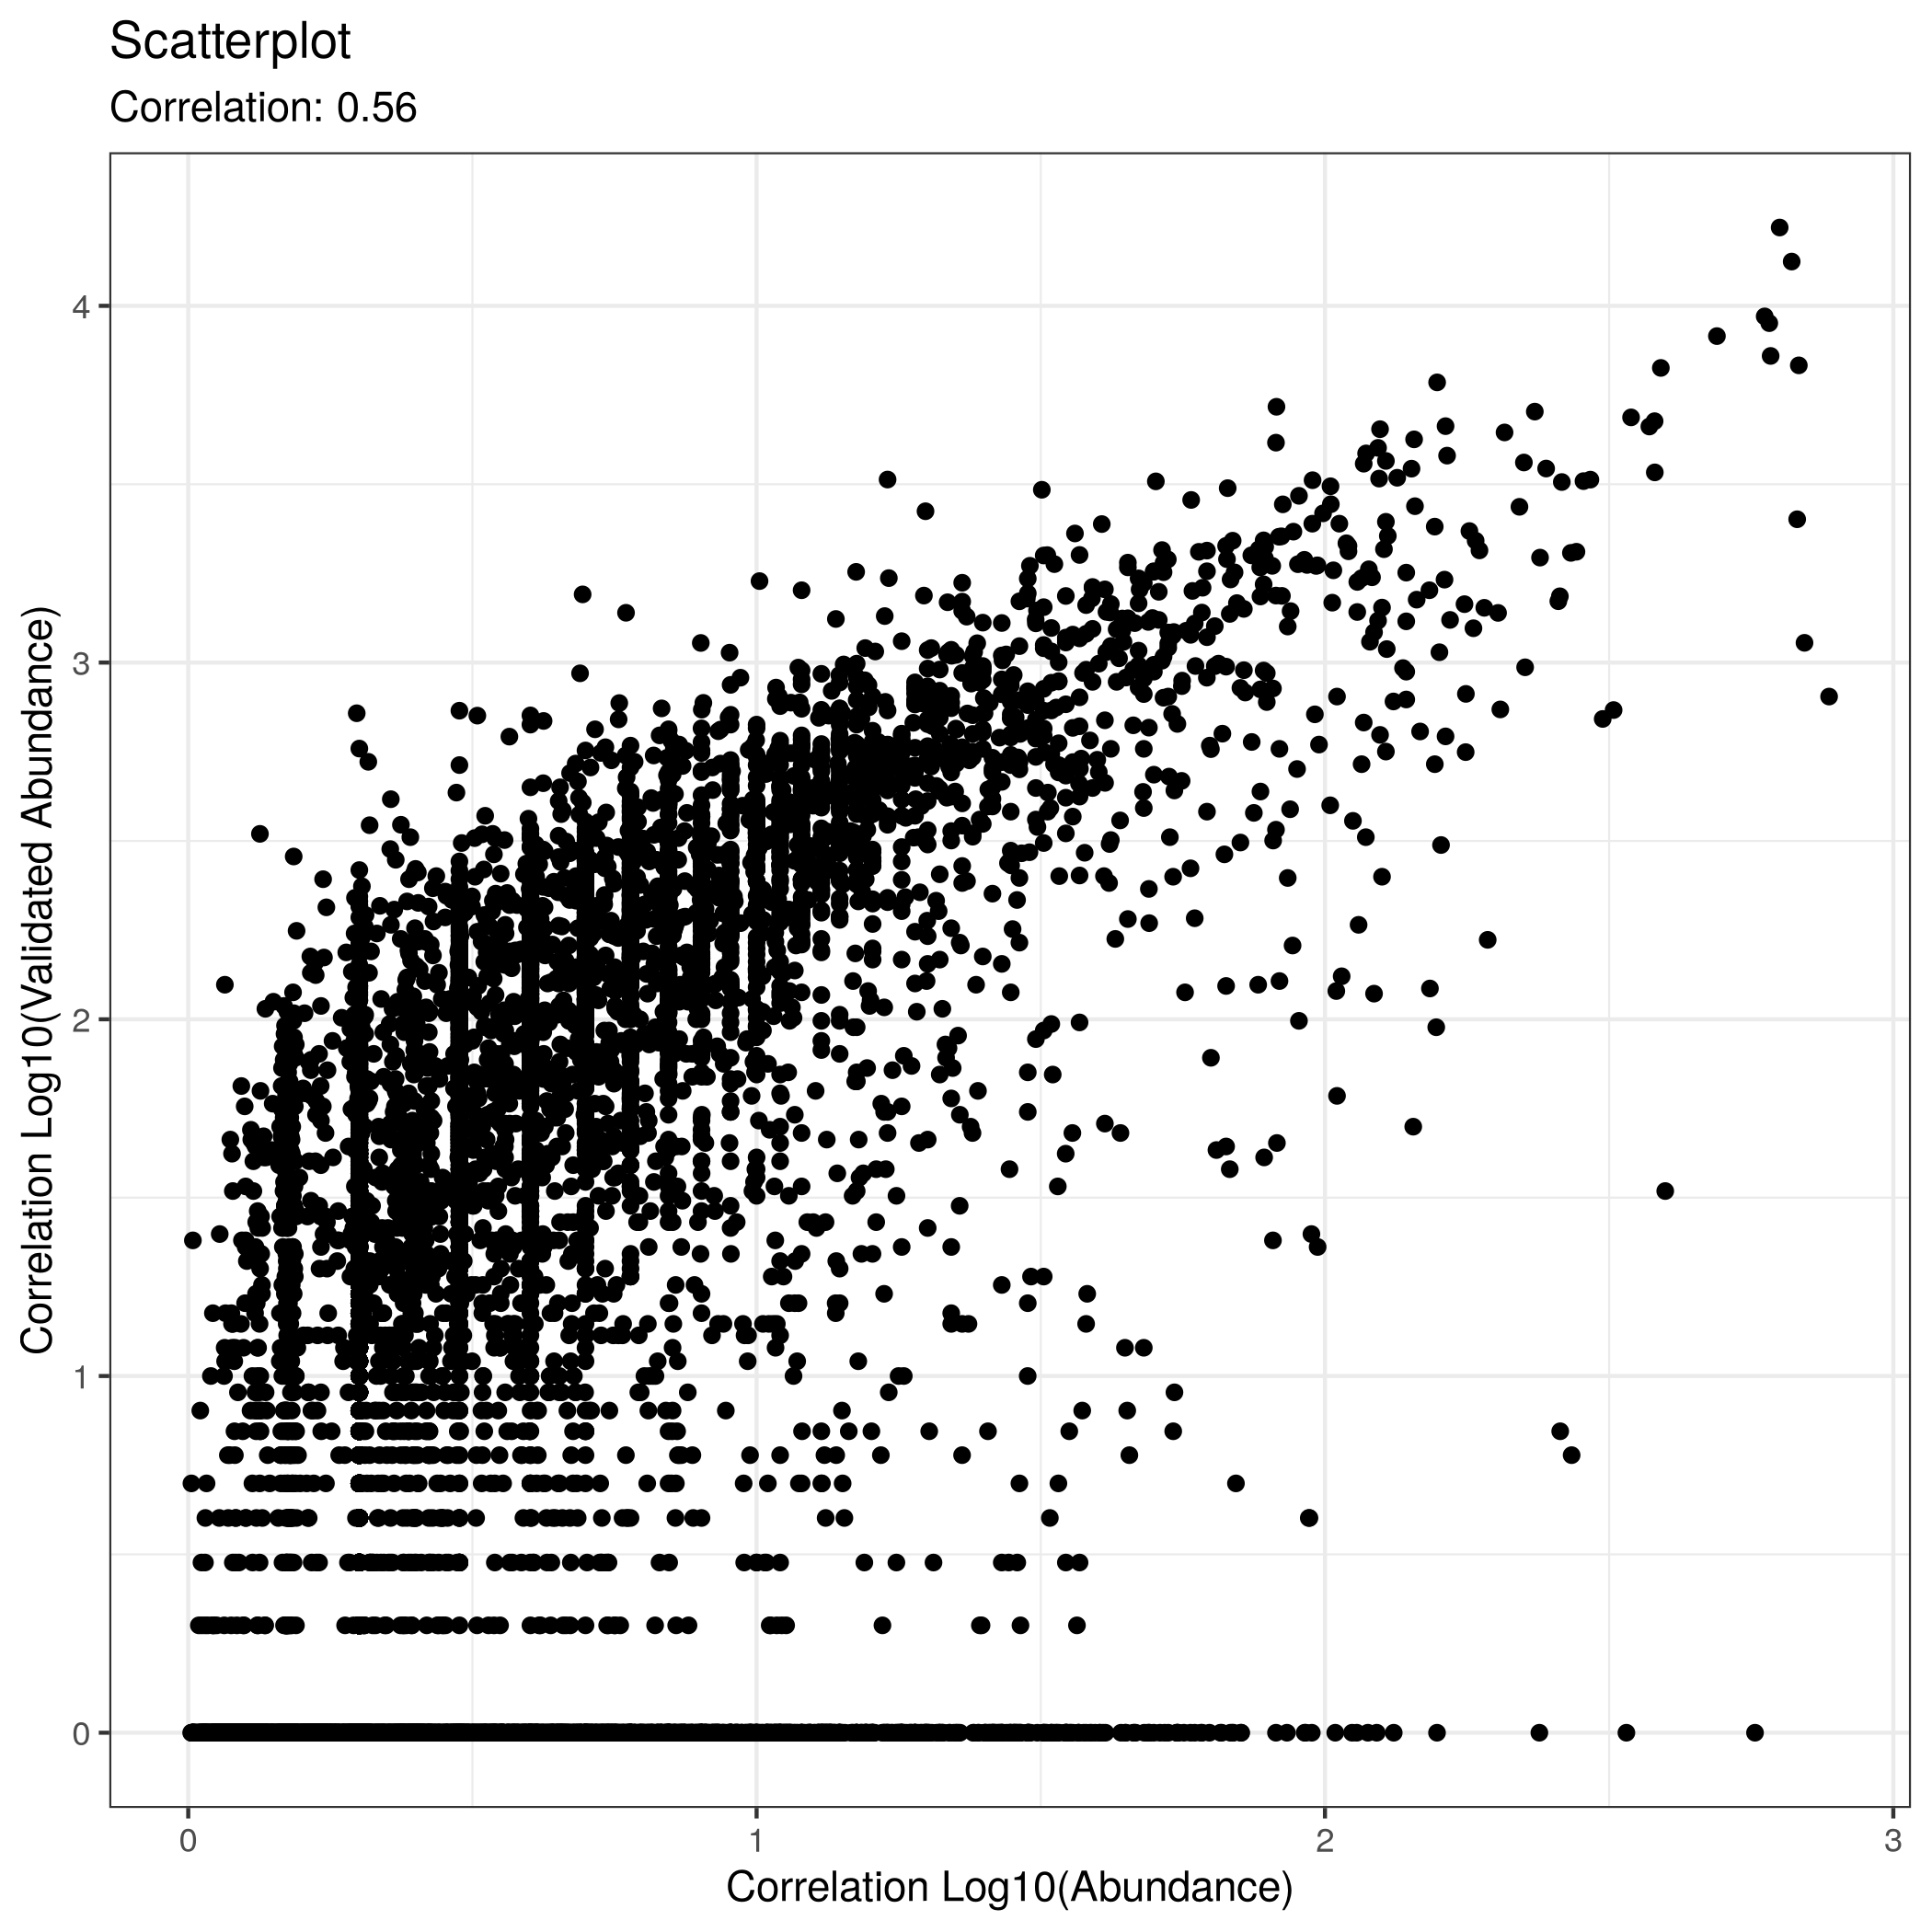 Scatterplot
Correlation: 0.56
Correlation Log10(Validated Abundance)
4
3
2
1
0
0 1 2 3
Correlation Log10(Abundance)